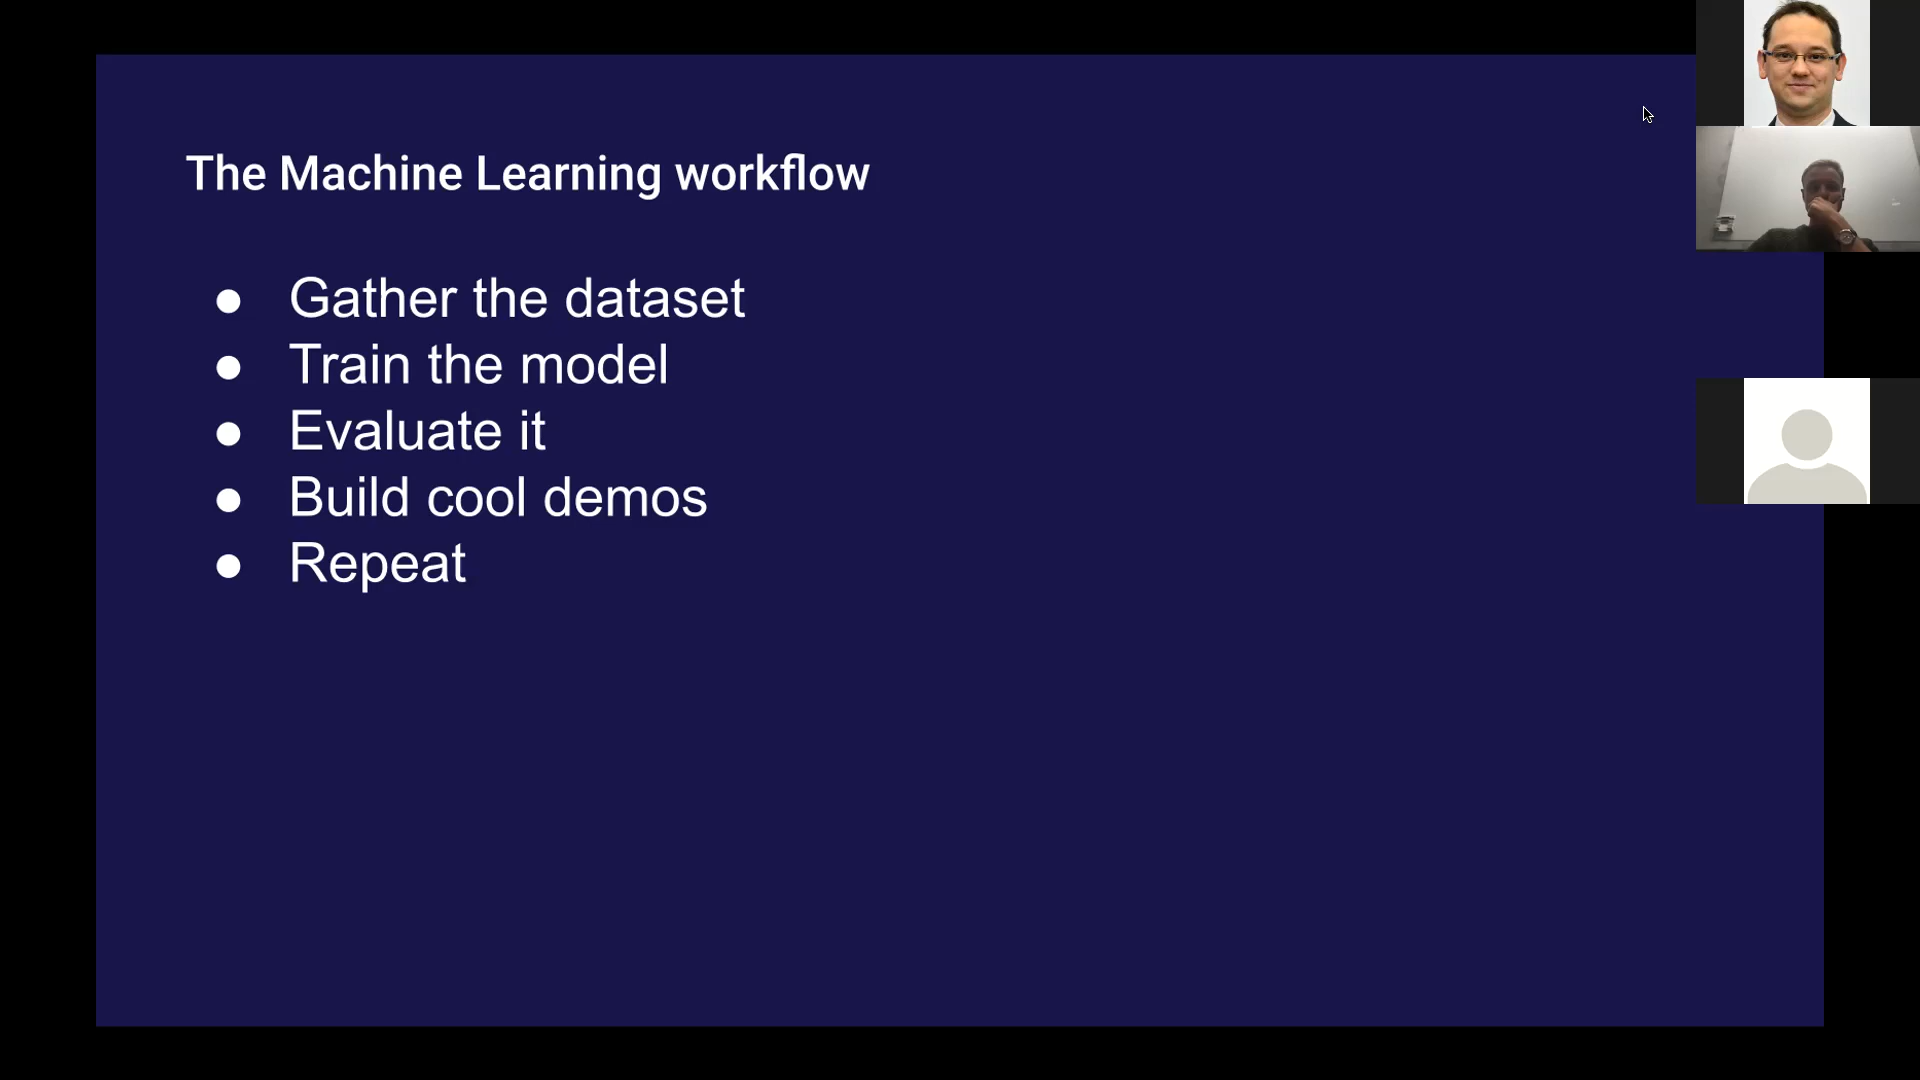 The Machine Learning workflow
● Gather the dataset
● Train the model
● Evaluate it
● Build cool demos
● Repeat